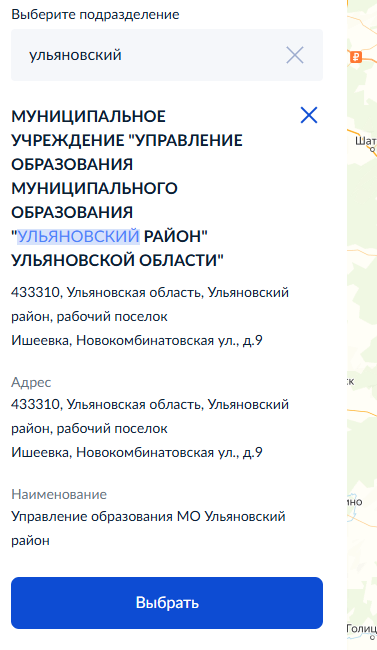 Выберите подразделение
ульяновский
МУНИЦИПАЛЬНОЕ
УЧРЕЖДЕНИЕ "УПРАВЛЕНИЕ
ОБРАЗОВАНИЯ
МУНИЦИПАЛЬНОГО
ОБРАЗОВАНИЯ
"УЛЬЯНОВСКИЙ РАЙОН"
УЛЬЯНОВСКОЙ ОБЛАСТИ"
433310, Ульяновская область, Ульяновский
район, рабочий поселок
Ишеевка, Новокомбинатовская ул., д.9
Адрес
433310, Ульяновская область, Ульяновский
район, рабочий поселок
Ишеевка, Новокомбинатовская ул., д.9
Наименование
Управление образования МО Ульяновский
район
Выбрать
₽
Шат
ск
ино
Голиц